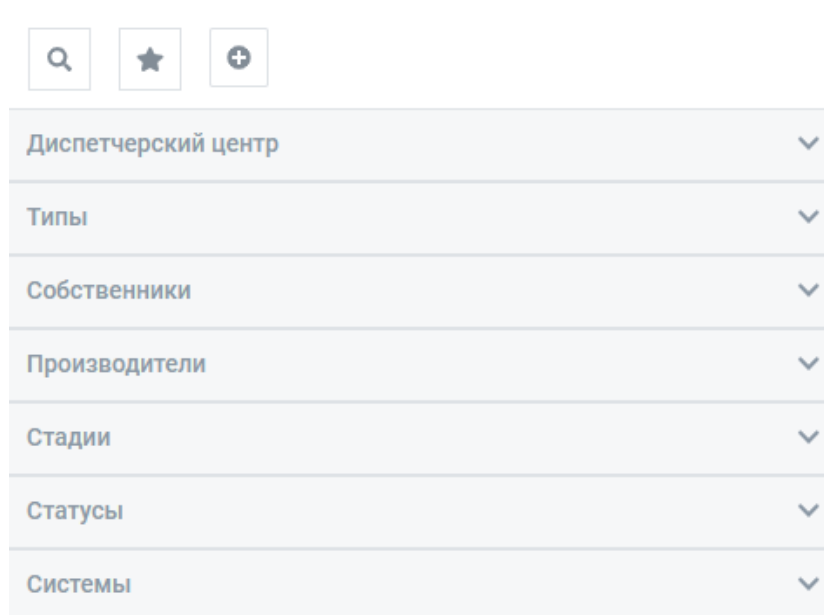 Диспетчерский центр
Типы
Собственники
Производители
Стадии
Статусы
Системы